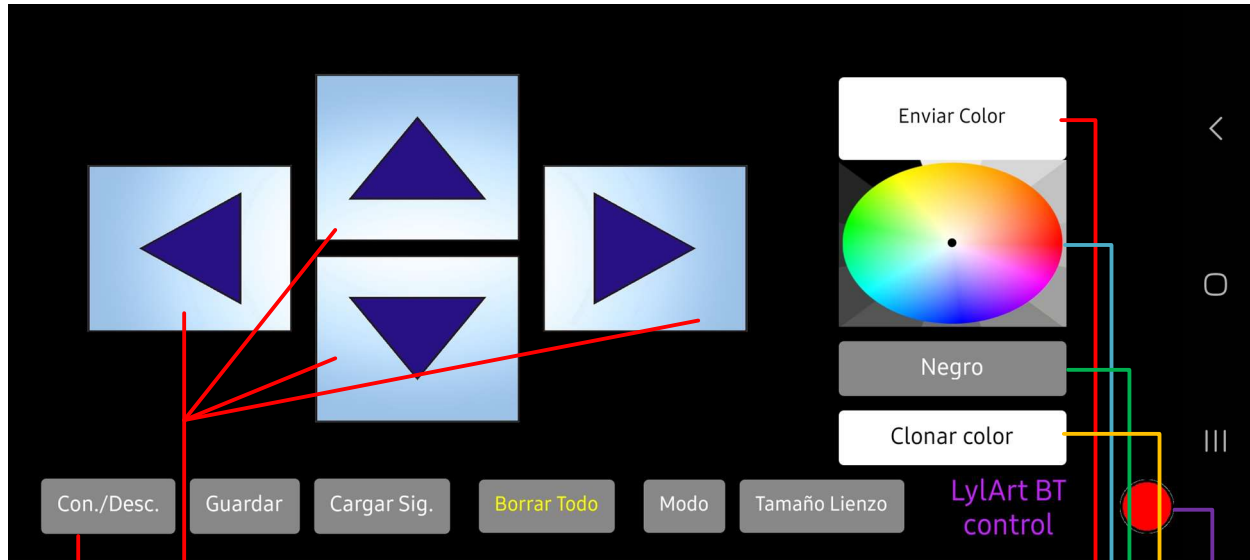 Enviar Color
Negro
Clonar color
Con./Desc.
Guardar
Cargar Sig.
Borrar Todo
Modo
Tamaño Lienzo
LylArt BT
control